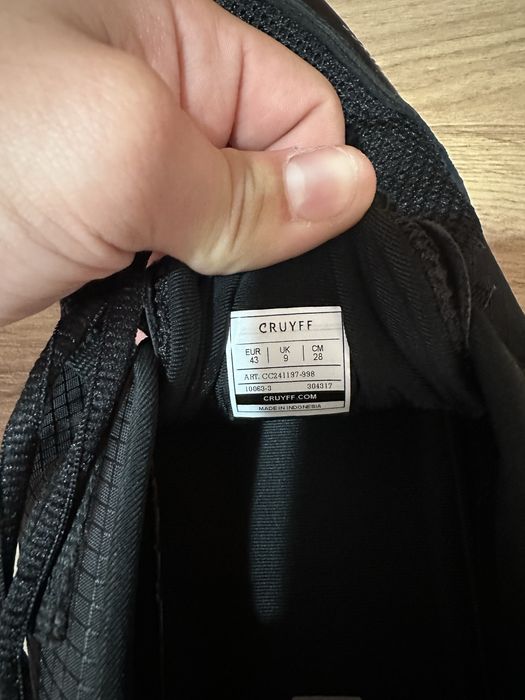 CRUYFF
EUR UK CM
43 9 28
ART. CC241197-998
10063-3 304317
CRUYFF.COM
MADE IN INDONESIA